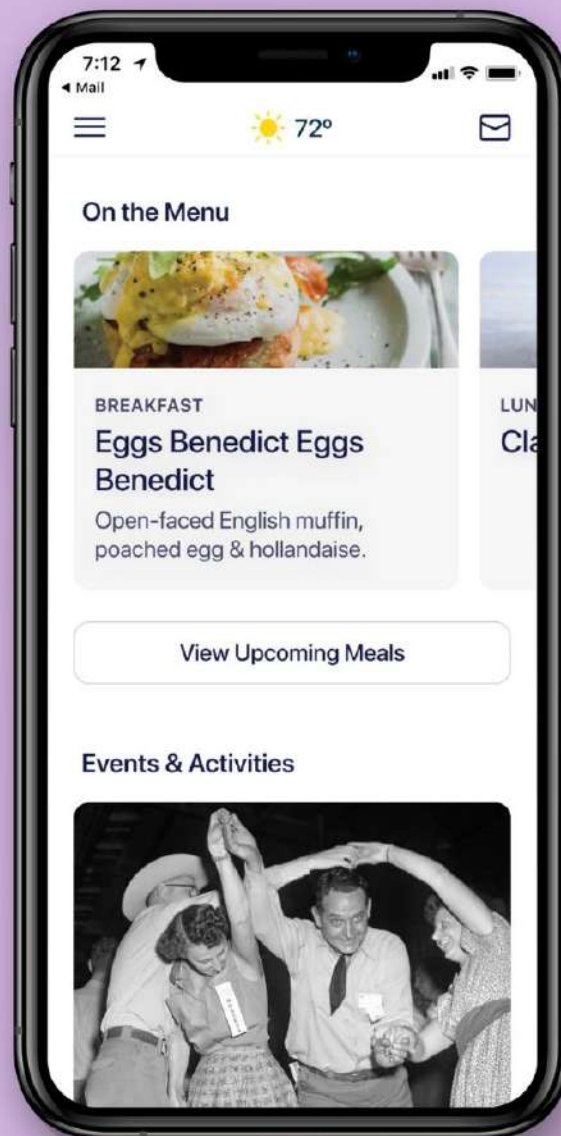 7:12
Mail
72°
On the Menu
BREAKFAST
Eggs Benedict Eggs
Benedict
Open-faced English muffin,
poached egg & hollandaise.
LUN
Cla
View Upcoming Meals
Events & Activities